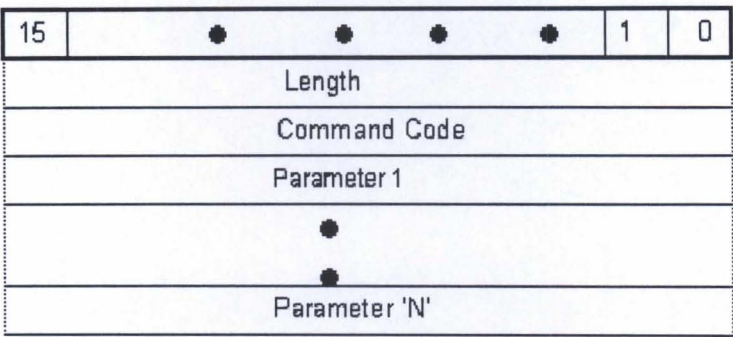 15 ● ● ● ● 1 0
Length
Command Code
Parameter 1
●
●
Parameter 'N'